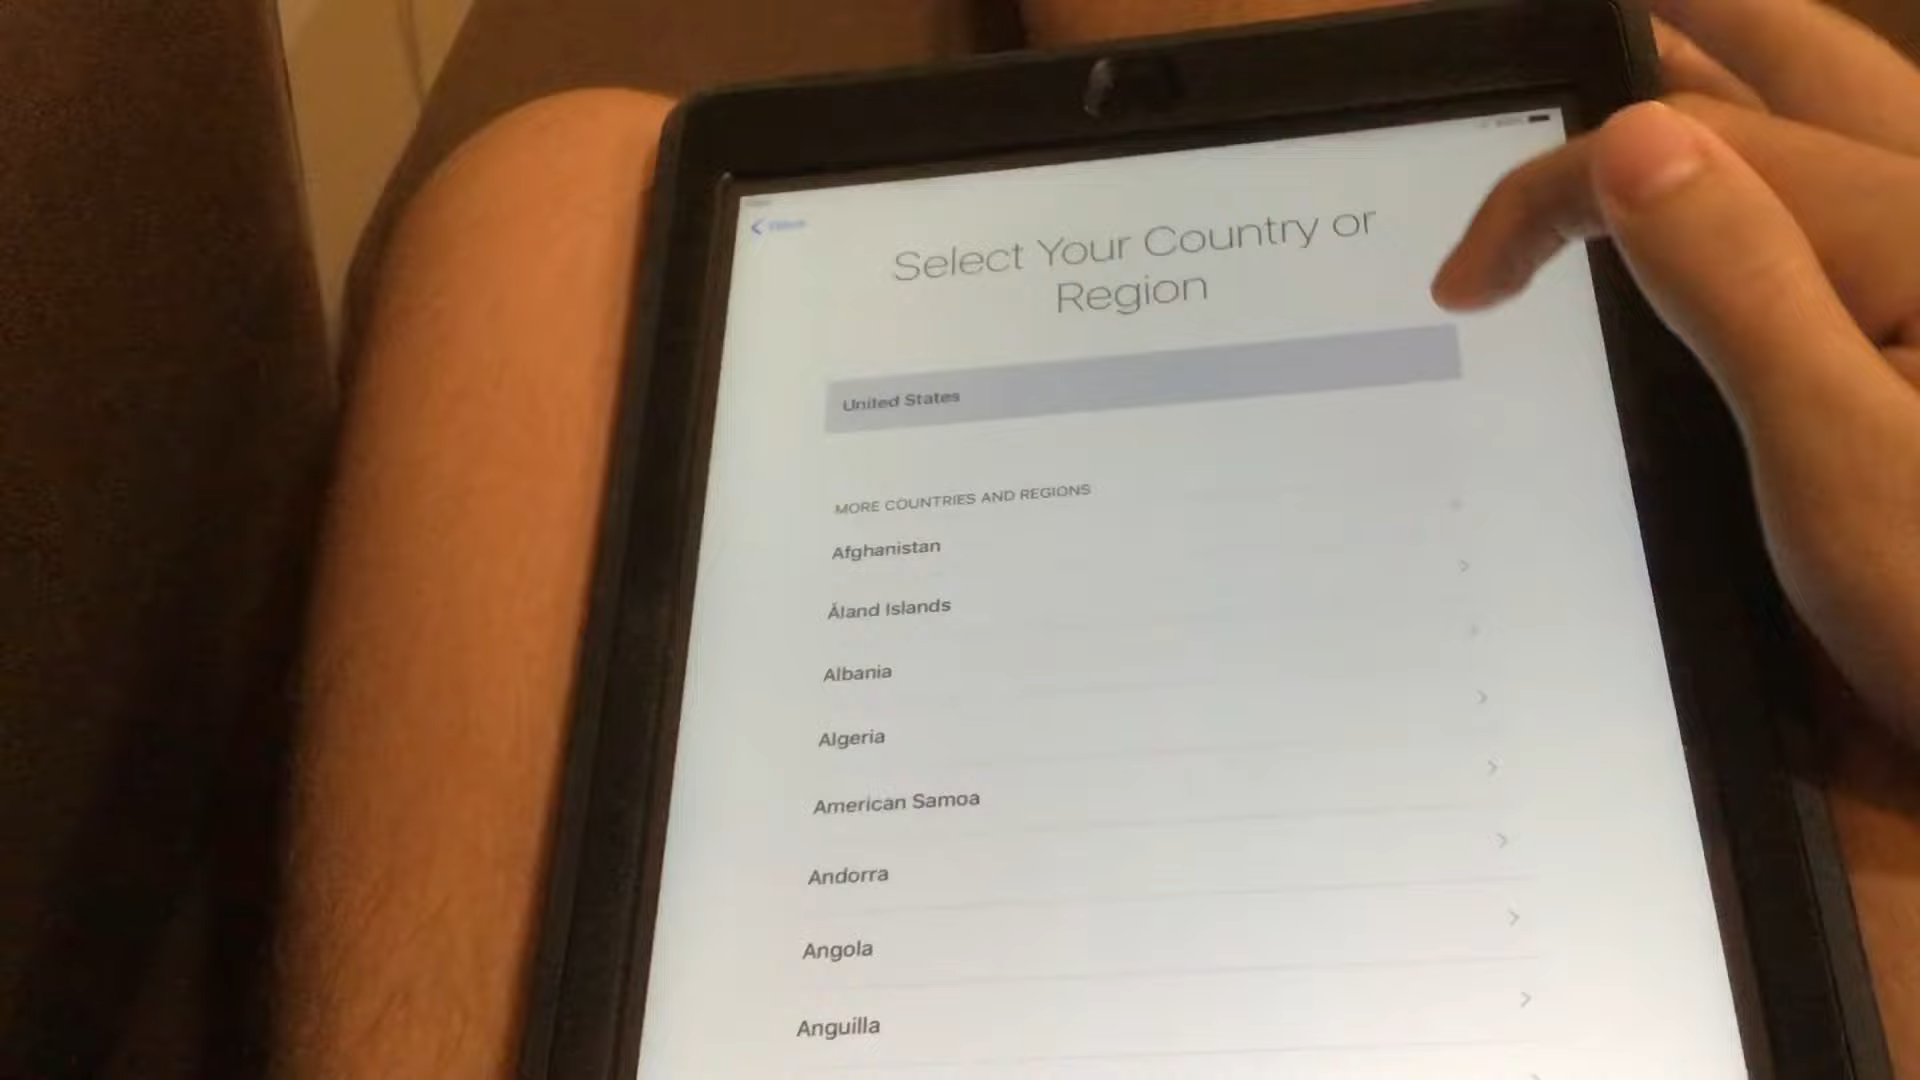 Select Your Country or
Region
United States
MORE COUNTRIES AND REGIONS
Afghanistan
Åland Islands
Albania
Algeria
American Samoa
Andorra
Angola
Anguilla